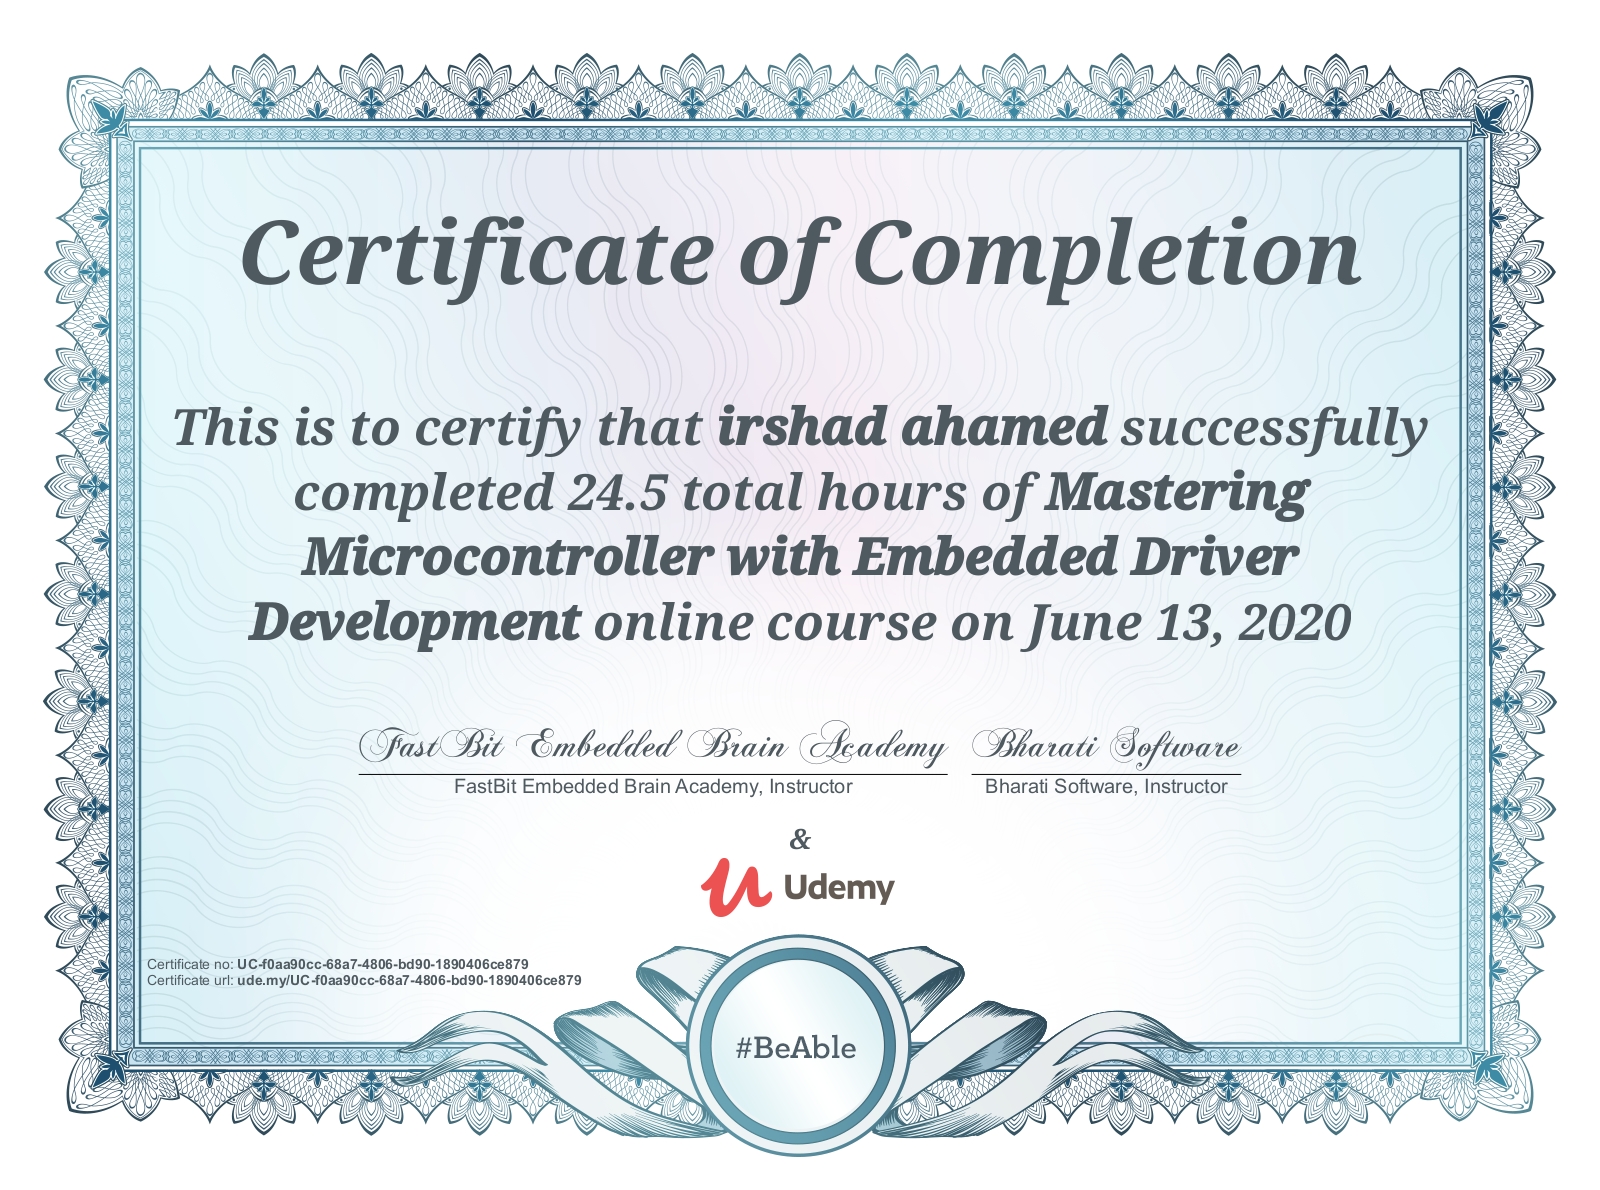 Certificate of Completion
This is to certify that irshad ahamed successfully
completed 24.5 total hours of Mastering
Microcontroller with Embedded Driver
Development online course on June 13, 2020
FastBit Embedded Brain Academy
Bharati Software
FastBit Embedded Brain Academy, Instructor
Bharati Software, Instructor
&
Udemy
Certificate no: UC-f0aa90cc-68a7-4806-bd90-1890406ce879
Certificate url: ude.my/UC-f0aa90cc-68a7-4806-bd90-1890406ce879
#BeAble